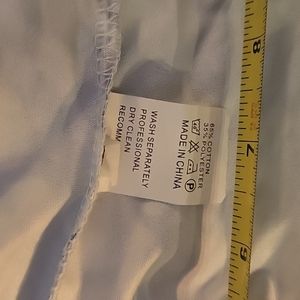 65% COTTON
35% POLYESTER
P
MADE IN CHINA
WASH SEPARATELY
PROFESSIONAL
DRY CLEAN
RECOMM
8
7
6